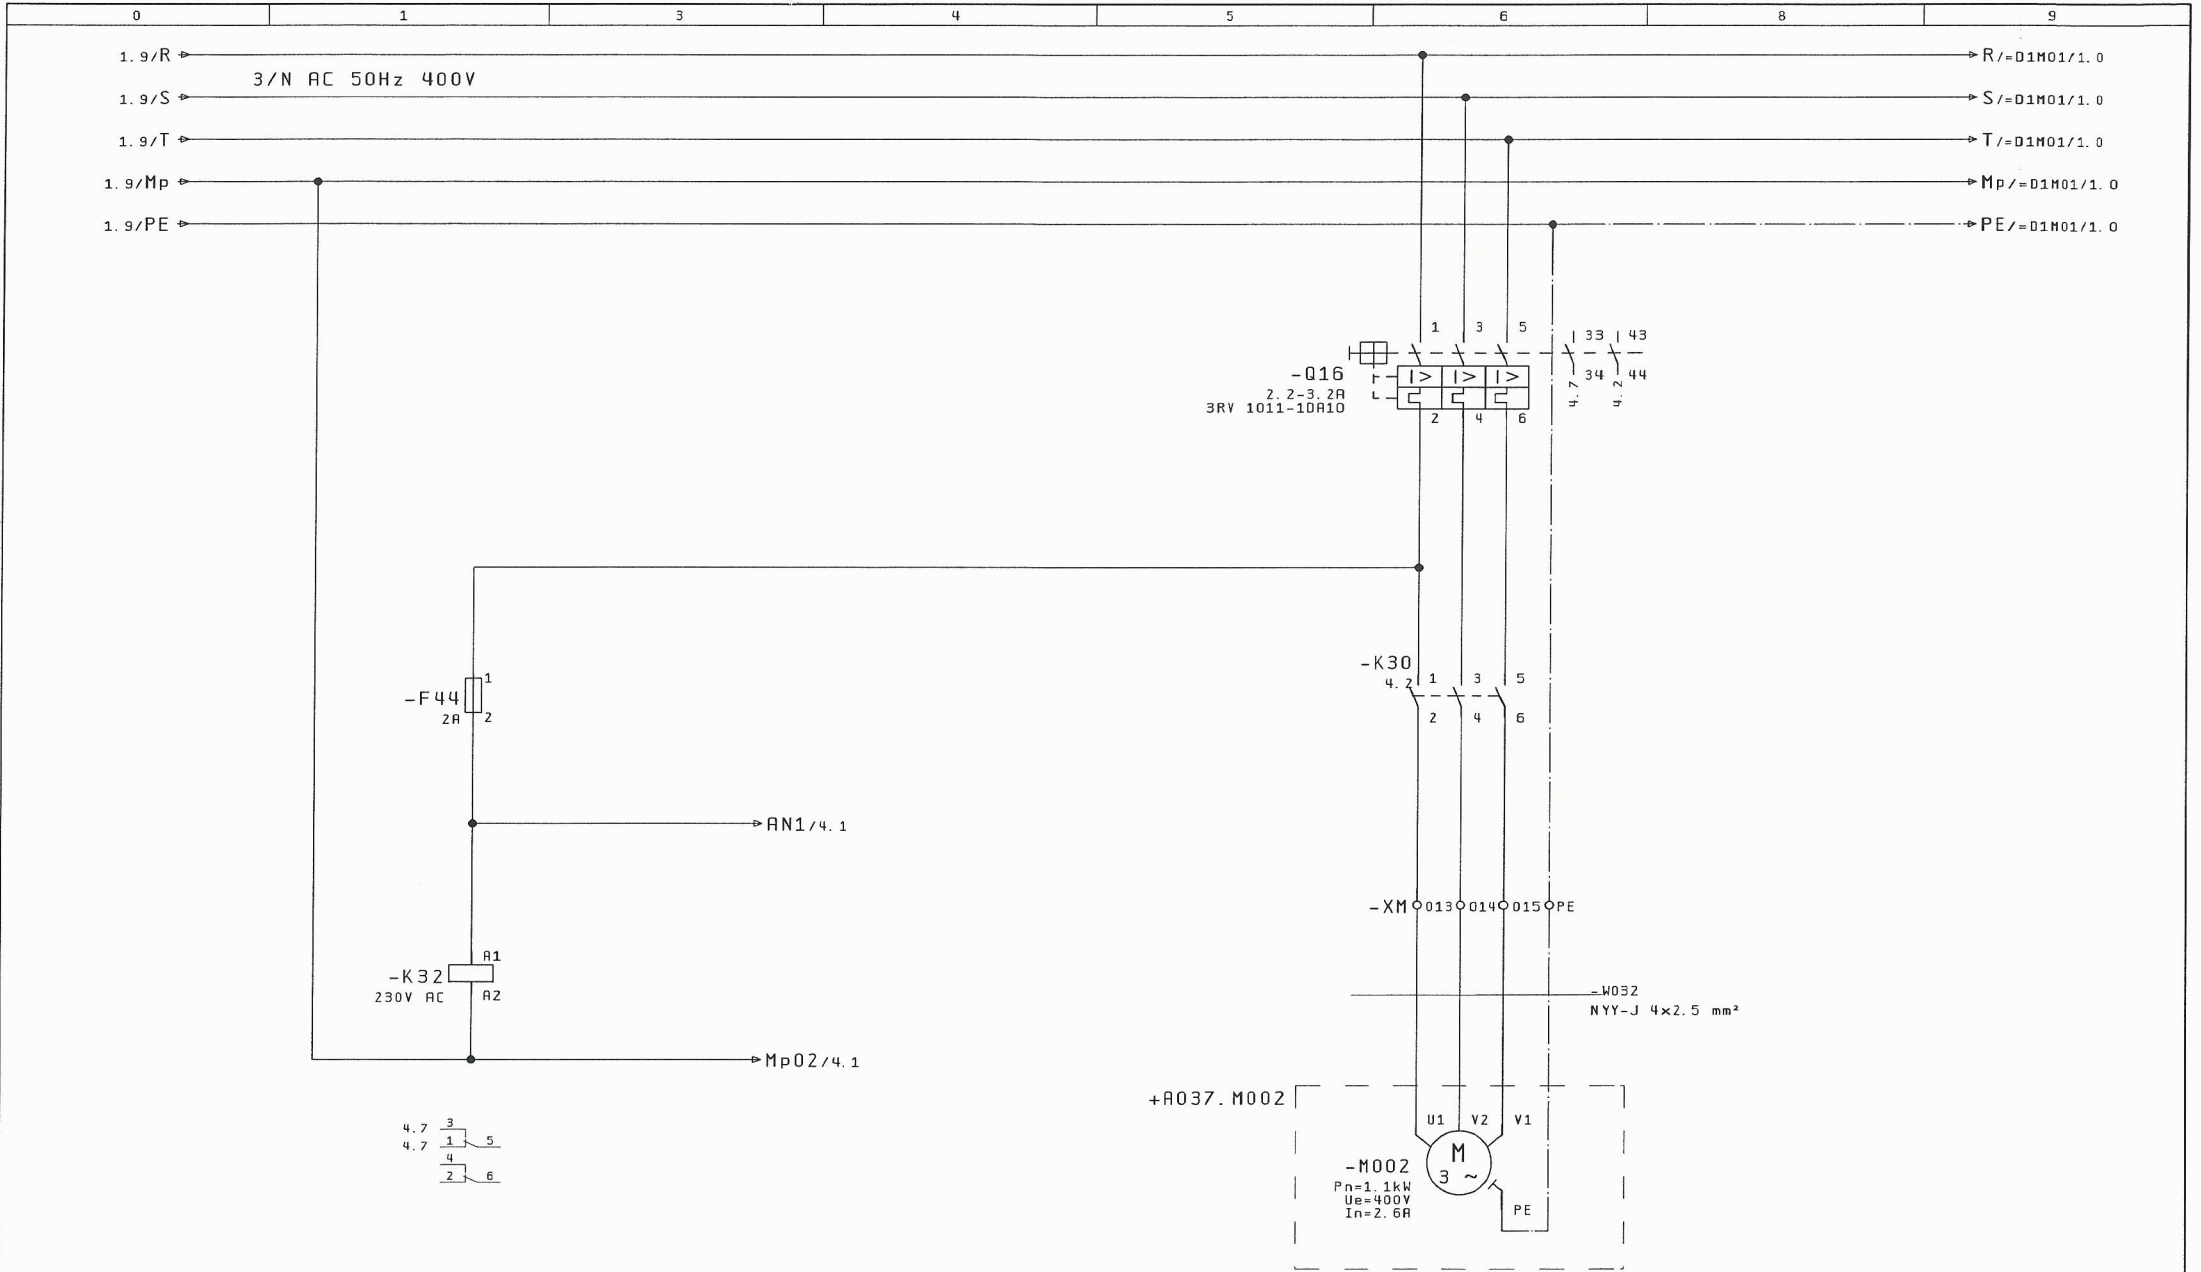 0 1 3 4 5 6 8 9
1.9/R R/=D1M01/1.0
3/N AC 50Hz 400V
1.9/S S/=D1M01/1.0
1.9/T T/=D1M01/1.0
1.9/Mp Mp/=D1M01/1.0
1.9/PE PE/=D1M01/1.0
1 3 5 33 43
-Q16 I> I> I> 34 44
2.2-3.2A 4.7 4.2
3RV 1011-1DA10
2 4 6
-K30
4.2 1 3 5
2 4 6
-F44 1
2A 2
AN1/4.1
-XM 013 014 015 PE
A1
-K32
230V AC A2
-W032
NYY-J 4x2.5 mm²
Mp02/4.1
+A037.M002
U1 V2 V1
4.7 3
4.7 1 5
4
2 6
M
3 ~
-M002
Pn=1.1kW
Ue=400V
In=2.6A
PE